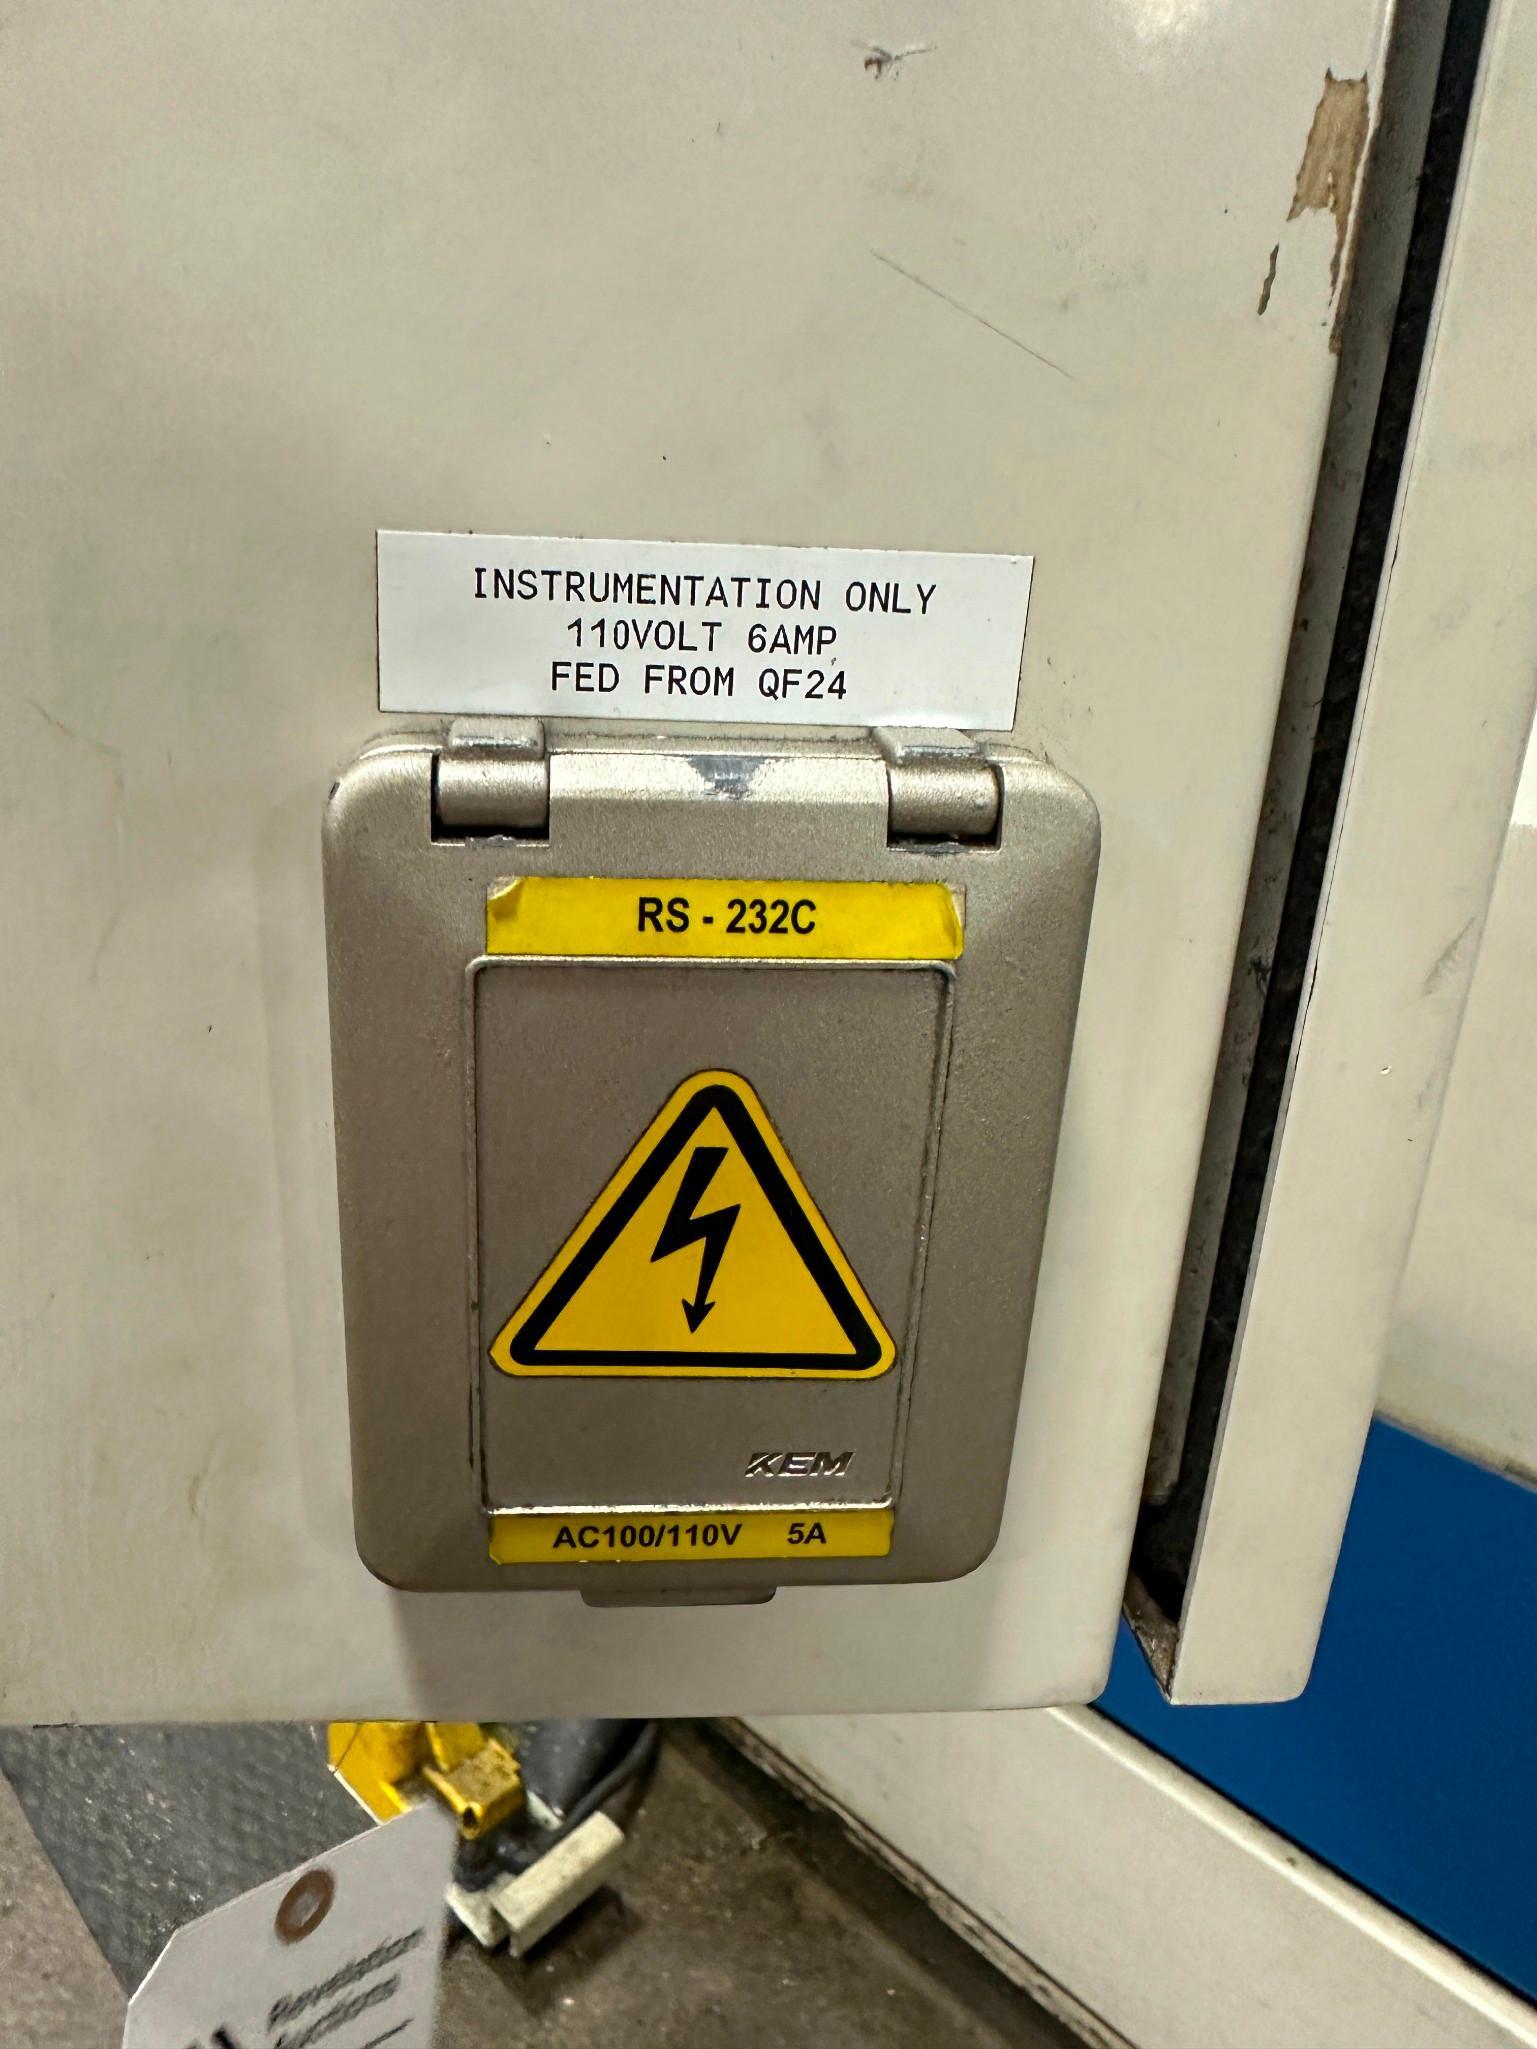 INSTRUMENTATION ONLY
110VOLT 6AMP
FED FROM QF24
RS - 232C
KEM
AC100/110V 5A